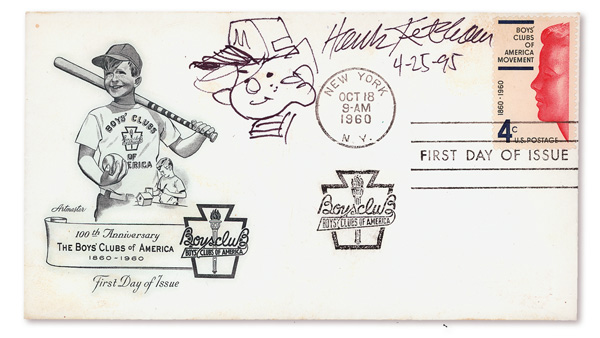 Hank Ketcham
4-25-95
BOYS'
CLUBS
OF
AMERICA
MOVEMENT
1860-1960
4c
U.S. POSTAGE
NEW YORK
OCT 18
9-AM
1960
N.Y.
FIRST DAY OF ISSUE
BOYS' CLUBS
OF
AMERICA
Artmaster
100th Anniversary
THE BOYS' CLUBS OF AMERICA
1860-1960
First Day of Issue
Boys Club
BOYS' CLUBS OF AMERICA
Boys Club
BOYS' CLUBS OF AMERICA